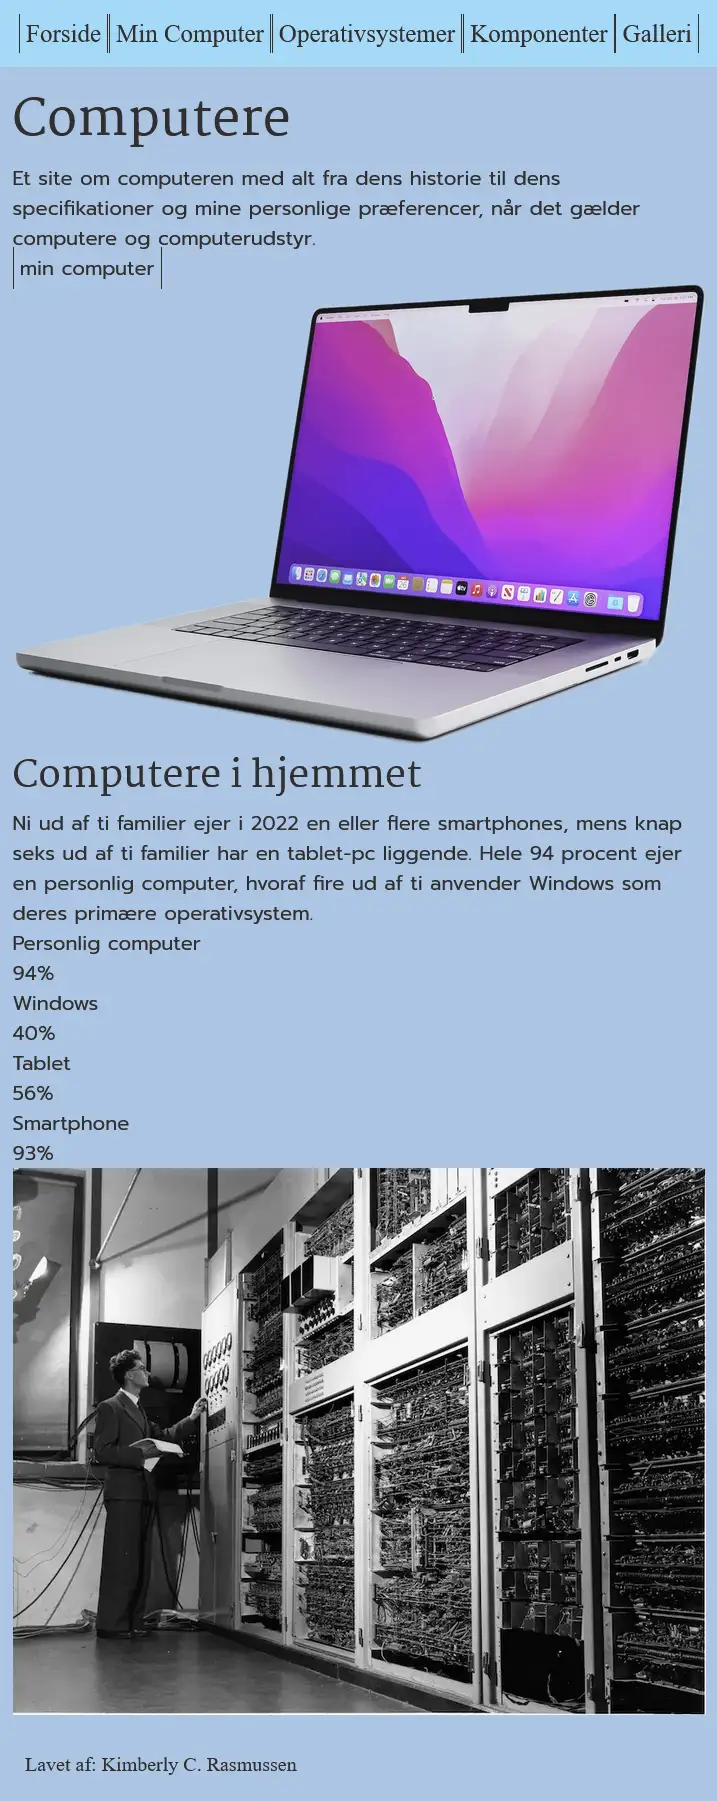 Forside Min Computer Operativsystemer Komponenter Galleri
Computere
Et site om computeren med alt fra dens historie til dens
specifikationer og mine personlige præferencer, når det gælder
computere og computerudstyr.
min computer
Computere i hjemmet
Ni ud af ti familier ejer i 2022 en eller flere smartphones, mens knap
seks ud af ti familier har en tablet-pc liggende. Hele 94 procent ejer
en personlig computer, hvoraf fire ud af ti anvender Windows som
deres primære operativsystem.
Personlig computer
94%
Windows
40%
Tablet
56%
Smartphone
93%
Lavet af: Kimberly C. Rasmussen